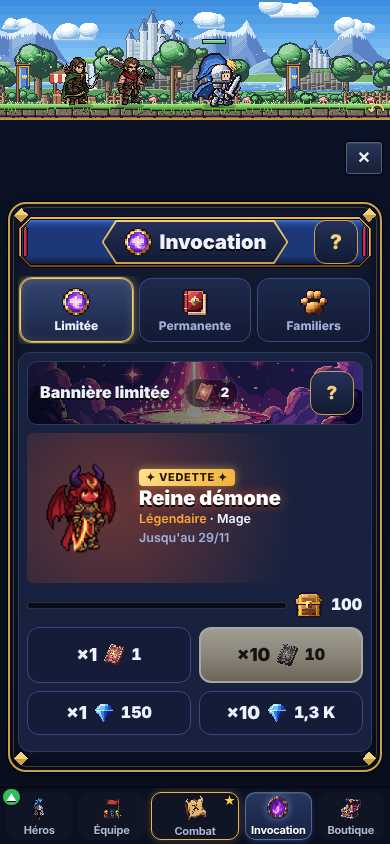 ×
Invocation
?
Limitée
Permanente
Familiers
Bannière limitée
2
?
✦ VEDETTE ✦
Reine démone
Légendaire · Mage
Jusqu'au 29/11
100
×1 1
×10 10
×1 150
×10 1,3 K
Héros
Équipe
Combat
Invocation
Boutique